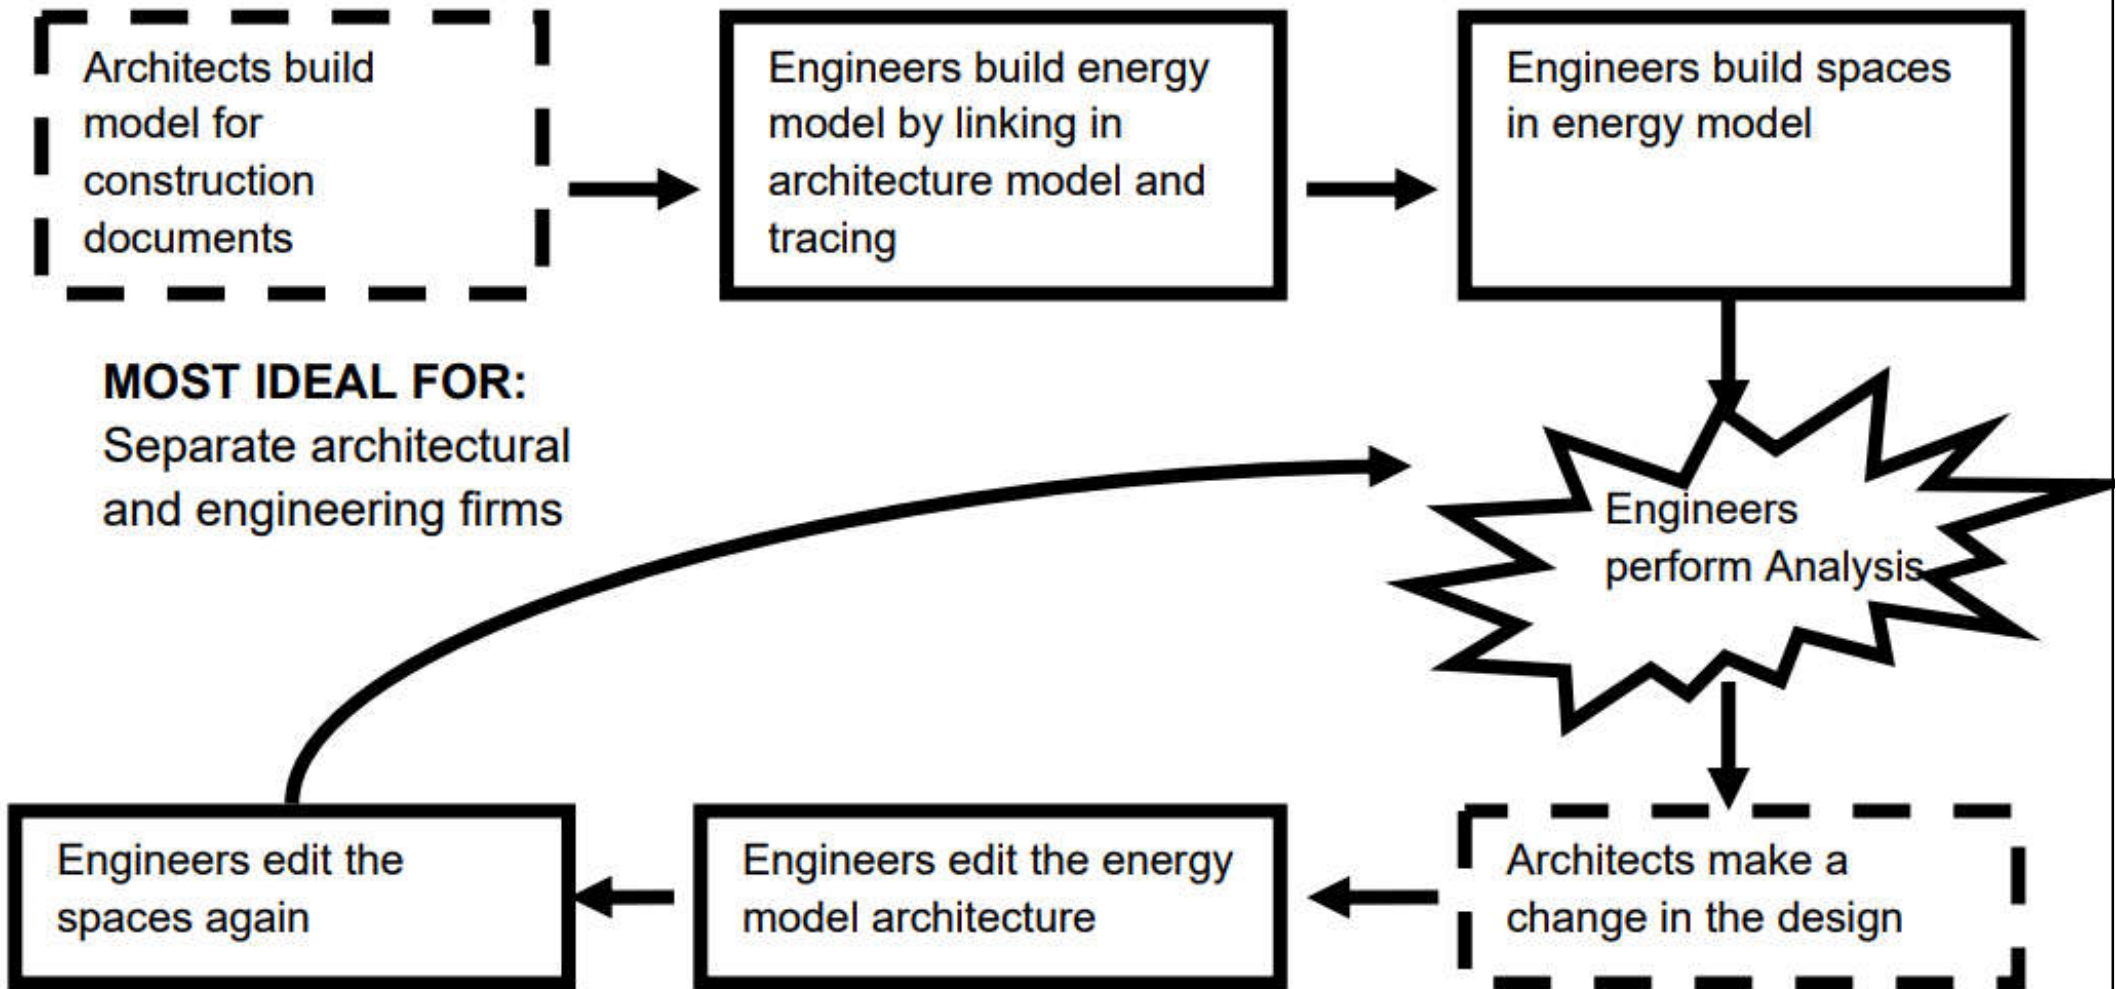 Architects build
model for
construction
documents
Engineers build energy
model by linking in
architecture model and
tracing
Engineers build spaces
in energy model
MOST IDEAL FOR:
Separate architectural
and engineering firms
Engineers
perform Analysis
Architects make a
change in the design
Engineers edit the energy
model architecture
Engineers edit the
spaces again